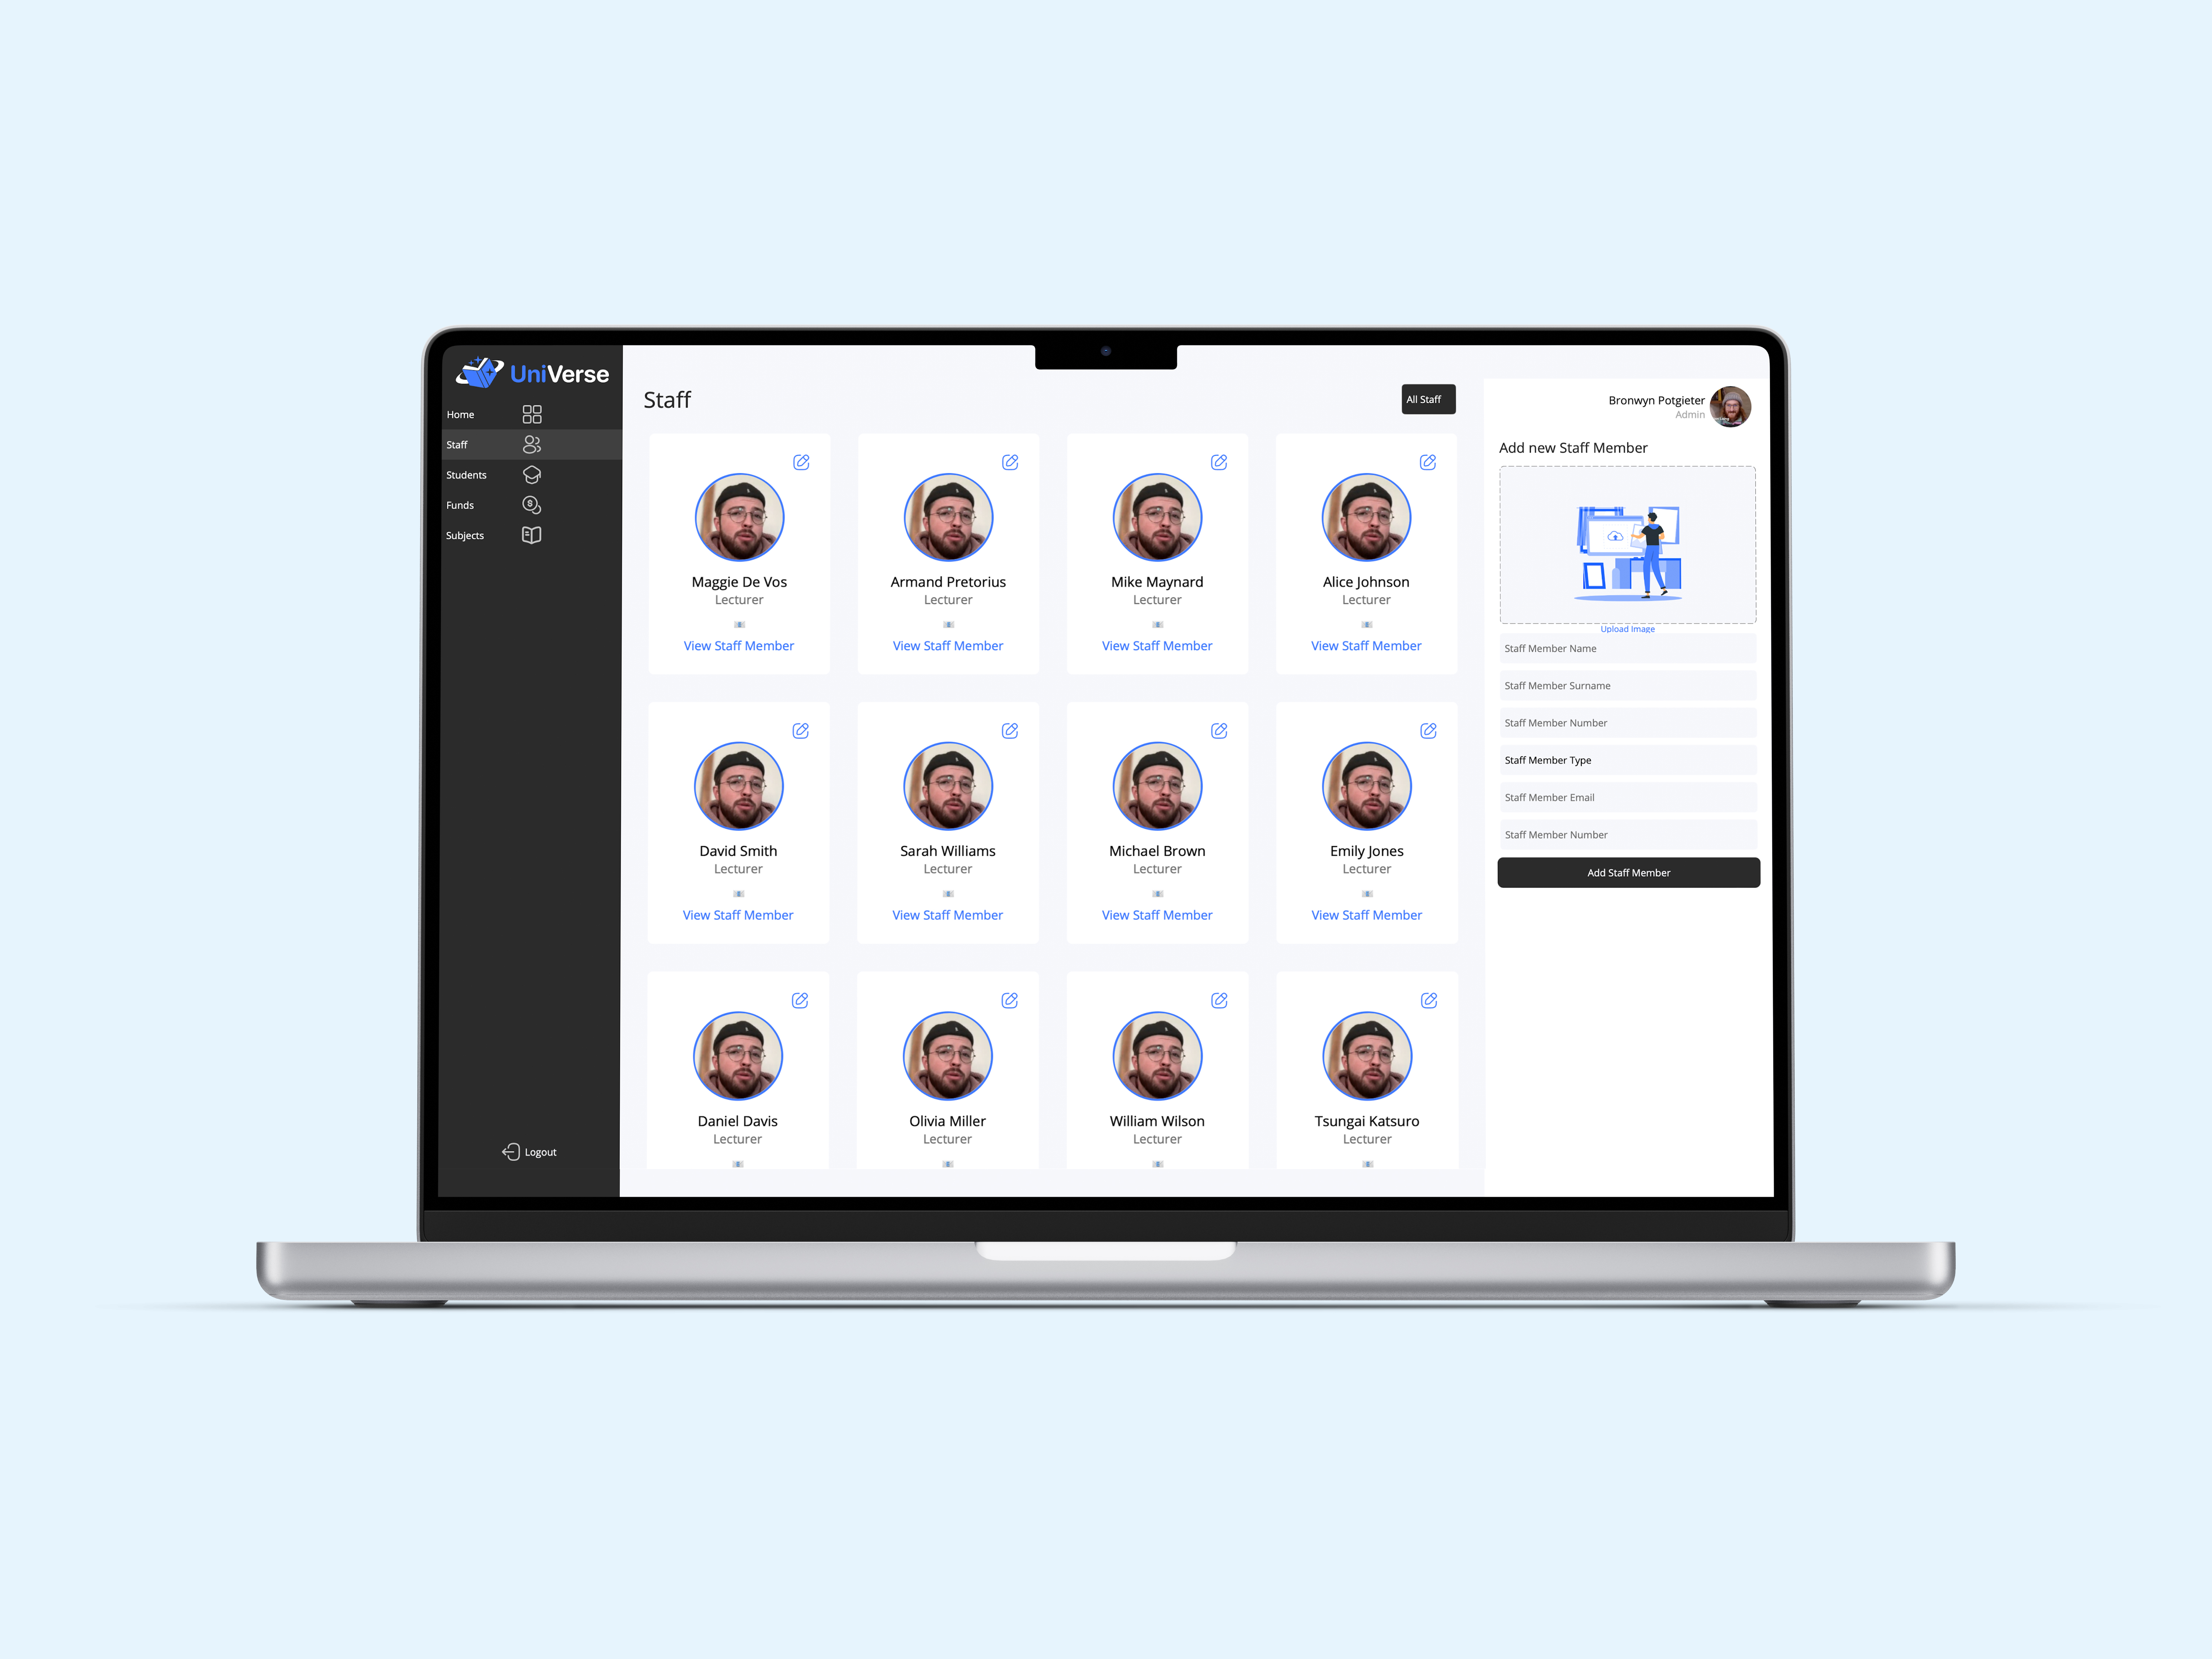 UniVerse
Home
Staff
Students
Funds
Subjects
Logout
Staff
All Staff
Maggie De Vos
Lecturer
View Staff Member
Armand Pretorius
Lecturer
View Staff Member
Mike Maynard
Lecturer
View Staff Member
Alice Johnson
Lecturer
View Staff Member
David Smith
Lecturer
View Staff Member
Sarah Williams
Lecturer
View Staff Member
Michael Brown
Lecturer
View Staff Member
Emily Jones
Lecturer
View Staff Member
Daniel Davis
Lecturer
Olivia Miller
Lecturer
William Wilson
Lecturer
Tsungai Katsuro
Lecturer
Bronwyn Potgieter
Admin
Add new Staff Member
Upload Image
Staff Member Name
Staff Member Surname
Staff Member Number
Staff Member Type
Staff Member Email
Staff Member Number
Add Staff Member